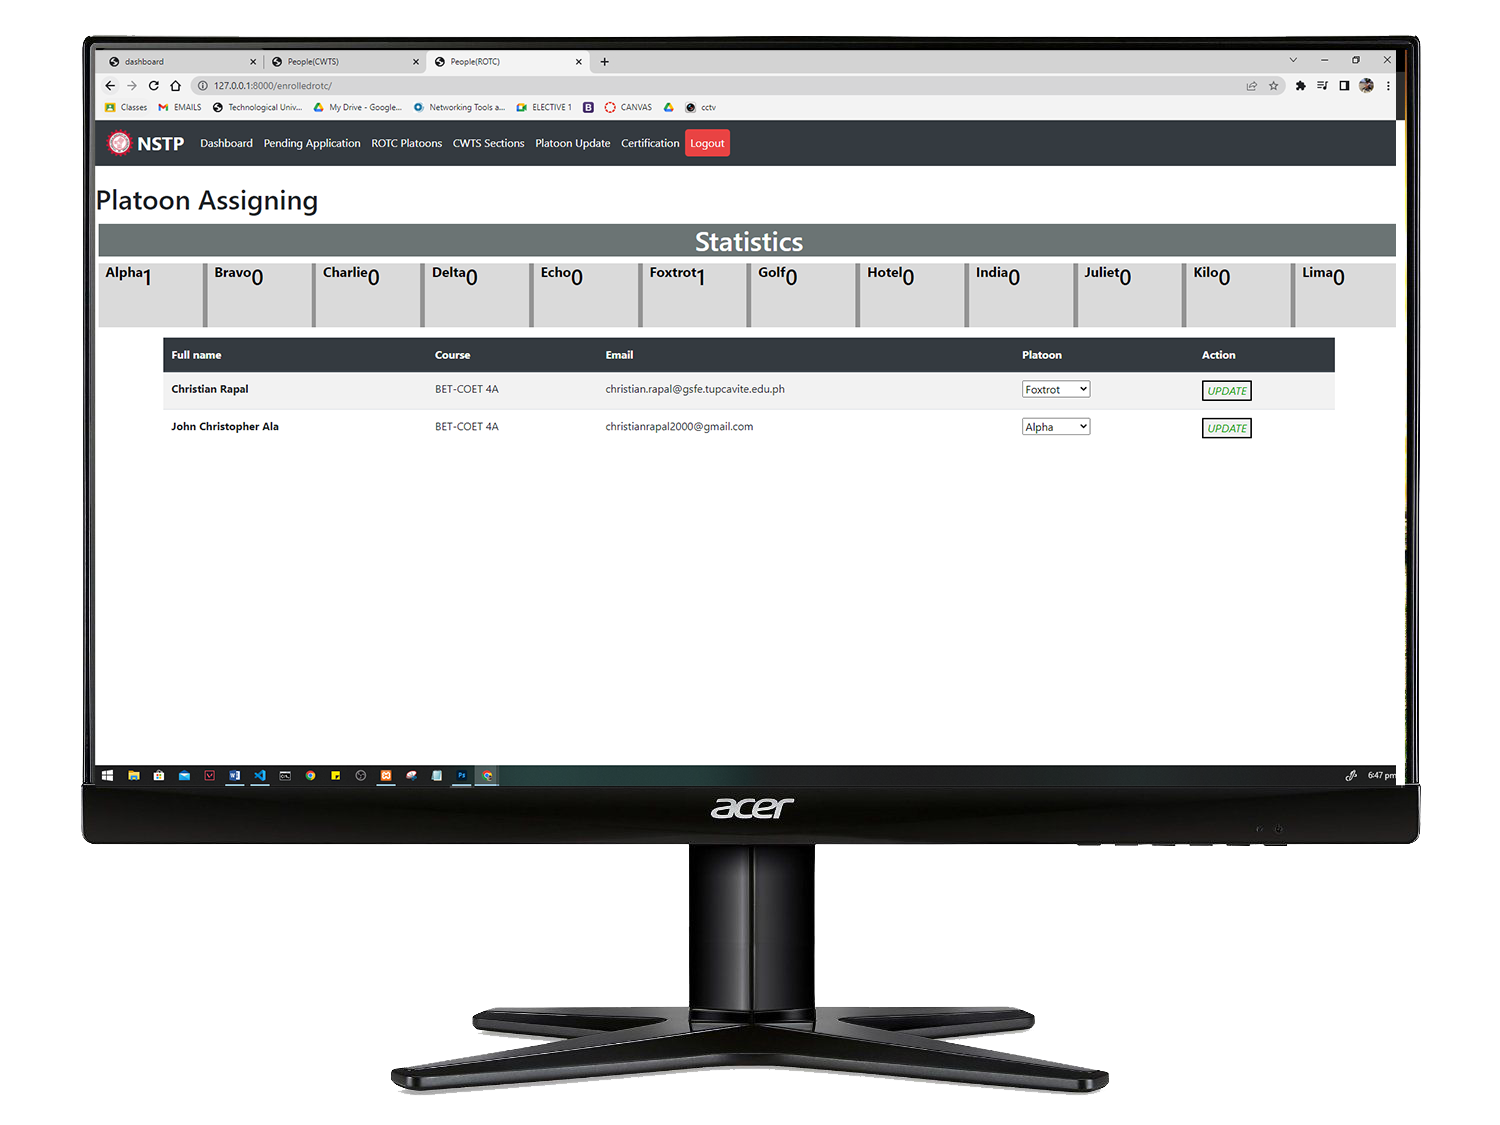 dashboard
People(CWTS)
People(ROTC)
127.0.0.1:8000/enrolledrotc/
Classes
EMAILS
Technological Univ...
My Drive - Google...
Networking Tools a...
ELECTIVE 1
B
CANVAS
cctv
NSTP
Dashboard
Pending Application
ROTC Platoons
CWTS Sections
Platoon Update
Certification
Logout
Platoon Assigning
Statistics
Alpha1
Bravo0
Charlie0
Delta0
Echo0
Foxtrot1
Golf0
Hotel0
India0
Juliet0
Kilo0
Lima0
Full name Course Email Platoon Action
Christian Rapal BET-COET 4A christian.rapal@gsfe.tupcavite.edu.ph Foxtrot UPDATE
John Christopher Ala BET-COET 4A christianrapal2000@gmail.com Alpha UPDATE
Ps
6:47 pm
acer